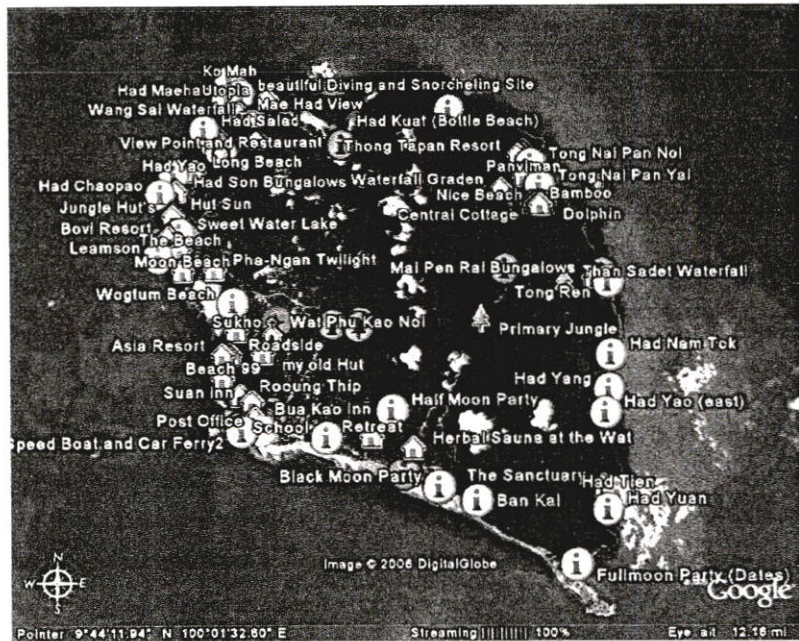 Ko Mah
Had MaehaUtopia beautiful Diving and Snorcheling Site
Wang Sai Waterfall Mae Had View
Had Salad Had Kuat (Bottle Beach)
View Point and Restaurant Thong Tapan Resort Tong Nai Pan Noi
Had Yao Long Beach Panviman
Had Chaopao Had Son Bungalows Waterfall Graden Tong Nai Pan Yai
Jungle Hut's Hut Sun Nice Beach Bamboo
Bovi Resort Sweet Water Lake Central Cottage Dolphin
The Beach
Leamson
Moon Beach Pha-Ngan Twilight Mai Pen Rai Bungalows Than Sadet Waterfall
Wogtum Beach Tong Ren
Sukho Wat Phu Kao Noi Primary Jungle
Asia Resort Roadside Had Nam Tok
Beach 99 my old Hut
Suan Inn Rooung Thip Had Yang
Bua Kao Inn Half Moon Party Had Yao (east)
Post Office School Retreat
Speed Boat and Car Ferry2 Herbal Sauna at the Wat
Black Moon Party The Sanctuary Had Tien
Ban Kai Had Yuan
Image © 2006 DigitalGlobe
Fullmoon Party (Dates)
Google
N
W E
S
Pointer 9°44'11.94" N 100°01'32.60" E Streaming |||||||||| 100% Eye alt 12.16 mi